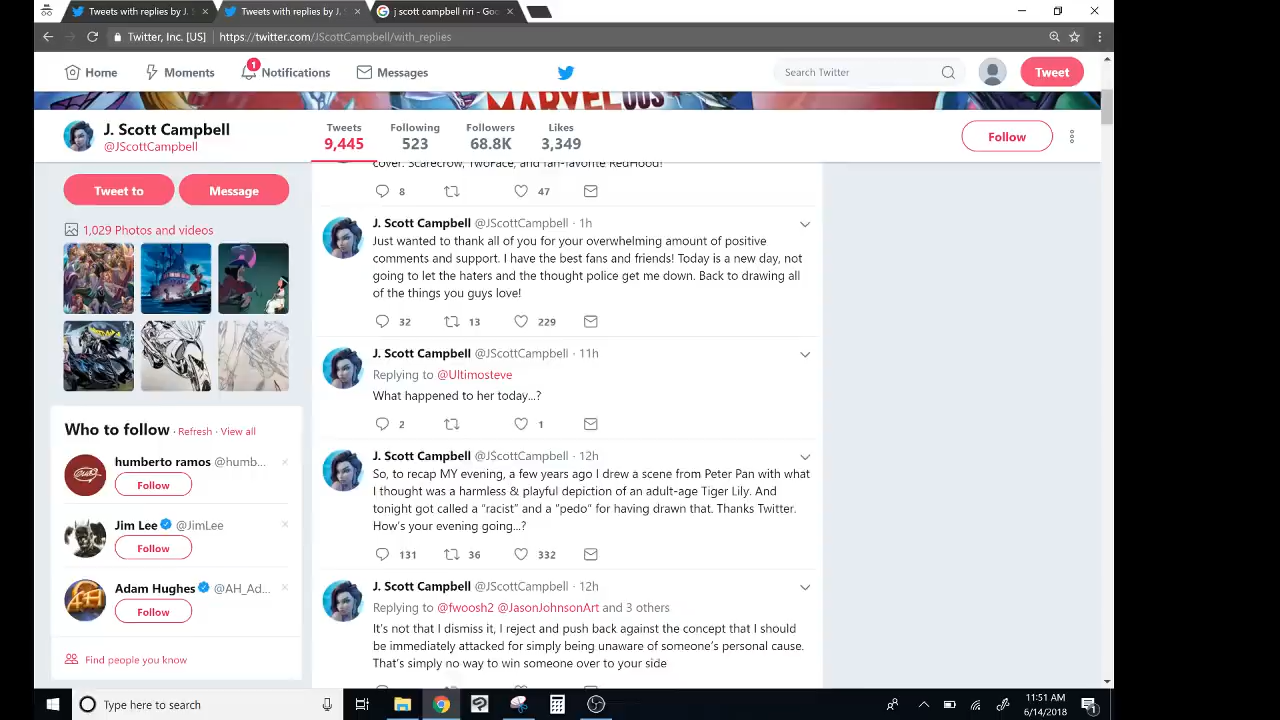 Tweets with replies by J. S
Tweets with replies by J. S
j scott campbell riri - Goo
Twitter, Inc. [US] https://twitter.com/JScottCampbell/with_replies
Home Moments 1 Notifications Messages Search Twitter Tweet
J. Scott Campbell
@JScottCampbell
Tweets Following Followers Likes
9,445 523 68.8K 3,349
Follow
Tweet to Message
1,029 Photos and videos
Who to follow · Refresh · View all
humberto ramos @humb...
Follow
Jim Lee @JimLee
Follow
Adam Hughes @AH_Ad...
Follow
Find people you know
cover: Scarecrow, TwoFace, and fan-favorite RedHood!
8 47
J. Scott Campbell @JScottCampbell · 1h
Just wanted to thank all of you for your overwhelming amount of positive
comments and support. I have the best fans and friends! Today is a new day, not
going to let the haters and the thought police get me down. Back to drawing all
of the things you guys love!
32 13 229
J. Scott Campbell @JScottCampbell · 11h
Replying to @Ultimosteve
What happened to her today...?
2 1
J. Scott Campbell @JScottCampbell · 12h
So, to recap MY evening, a few years ago I drew a scene from Peter Pan with what
I thought was a harmless & playful depiction of an adult-age Tiger Lily. And
tonight got called a “racist” and a “pedo” for having drawn that. Thanks Twitter.
How’s your evening going...?
131 36 332
J. Scott Campbell @JScottCampbell · 12h
Replying to @fwoosh2 @JasonJohnsonArt and 3 others
It’s not that I dismiss it, I reject and push back against the concept that I should
be immediately attacked for simply being unaware of someone’s personal cause.
That’s simply no way to win someone over to your side
Type here to search
11:51 AM
6/14/2018
1